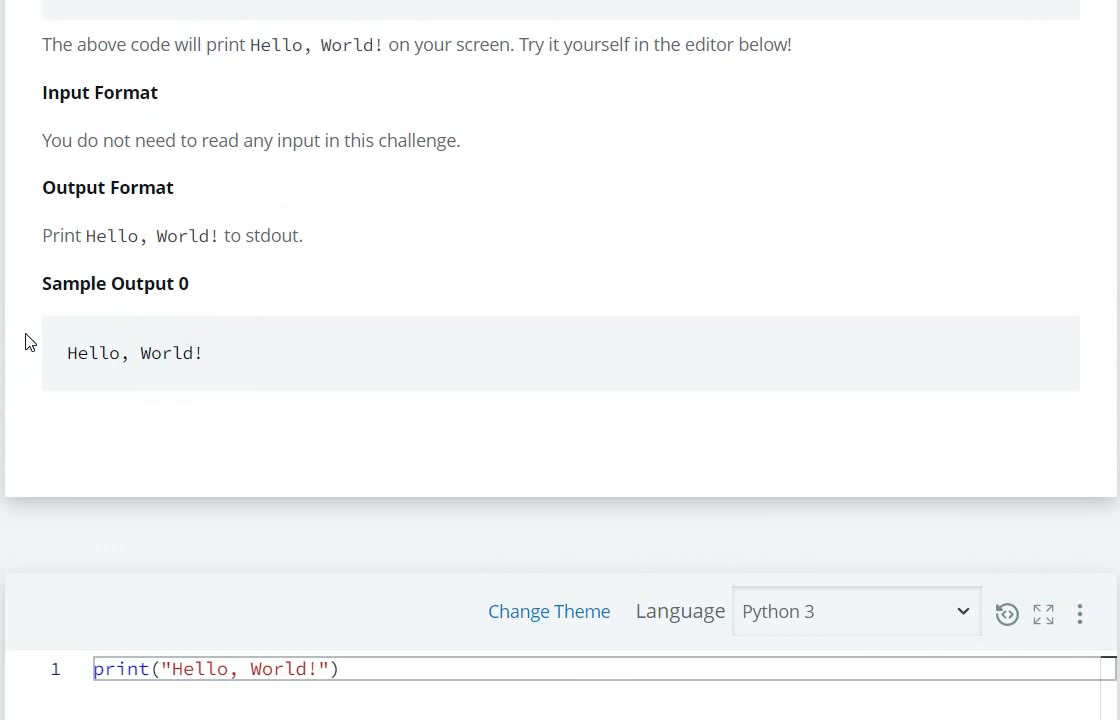 The above code will print Hello, World! on your screen. Try it yourself in the editor below!
Input Format
You do not need to read any input in this challenge.
Output Format
Print Hello, World! to stdout.
Sample Output 0
Hello, World!
Change Theme Language Python 3
1 print("Hello, World!")